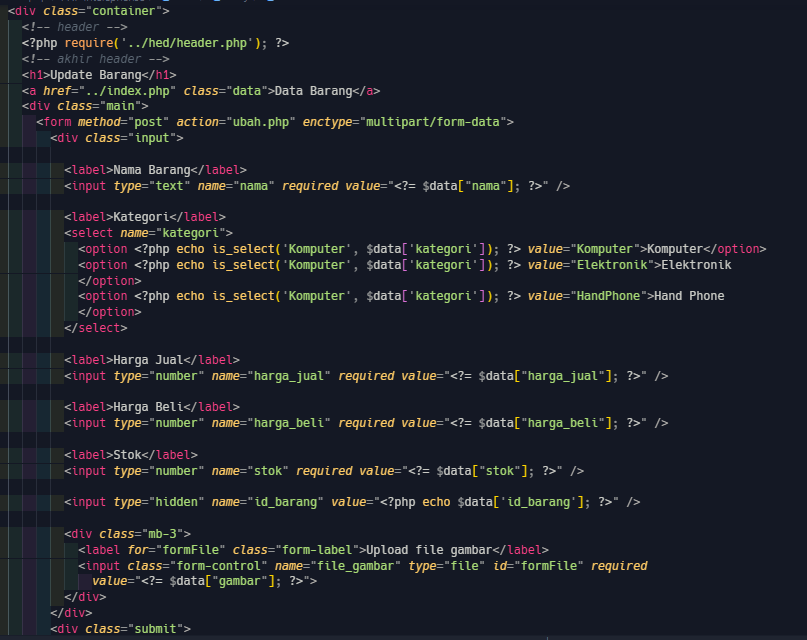 <div class="container">
<!-- header -->
<?php require('../hed/header.php'); ?>
<!-- akhir header -->
<h1>Update Barang</h1>
<a href="../index.php" class="data">Data Barang</a>
<div class="main">
<form method="post" action="ubah.php" enctype="multipart/form-data">
<div class="input">
<label>Nama Barang</label>
<input type="text" name="nama" required value="<?= $data["nama"]; ?>" />
<label>Kategori</label>
<select name="kategori">
<option <?php echo is_select('Komputer', $data['kategori']); ?> value="Komputer">Komputer</option>
<option <?php echo is_select('Komputer', $data['kategori']); ?> value="Elektronik">Elektronik
</option>
<option <?php echo is_select('Komputer', $data['kategori']); ?> value="HandPhone">Hand Phone
</option>
</select>
<label>Harga Jual</label>
<input type="number" name="harga_jual" required value="<?= $data["harga_jual"]; ?>" />
<label>Harga Beli</label>
<input type="number" name="harga_beli" required value="<?= $data["harga_beli"]; ?>" />
<label>Stok</label>
<input type="number" name="stok" required value="<?= $data["stok"]; ?>" />
<input type="hidden" name="id_barang" value="<?php echo $data['id_barang']; ?>" />
<div class="mb-3">
<label for="formFile" class="form-label">Upload file gambar</label>
<input class="form-control" name="file_gambar" type="file" id="formFile" required
value="<?= $data["gambar"]; ?>">
</div>
</div>
<div class="submit">